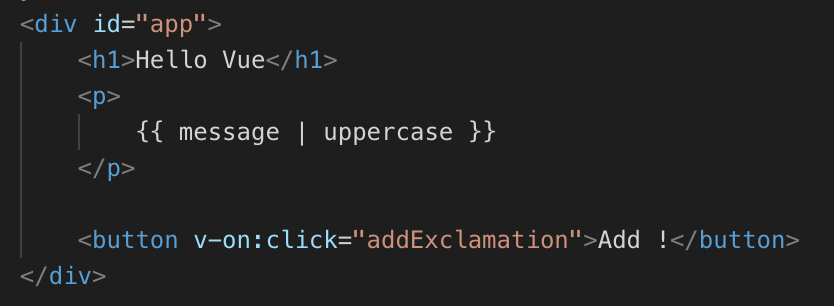 <div id="app">
<h1>Hello Vue</h1>
<p>
{{ message | uppercase }}
</p>
<button v-on:click="addExclamation">Add !</button>
</div>